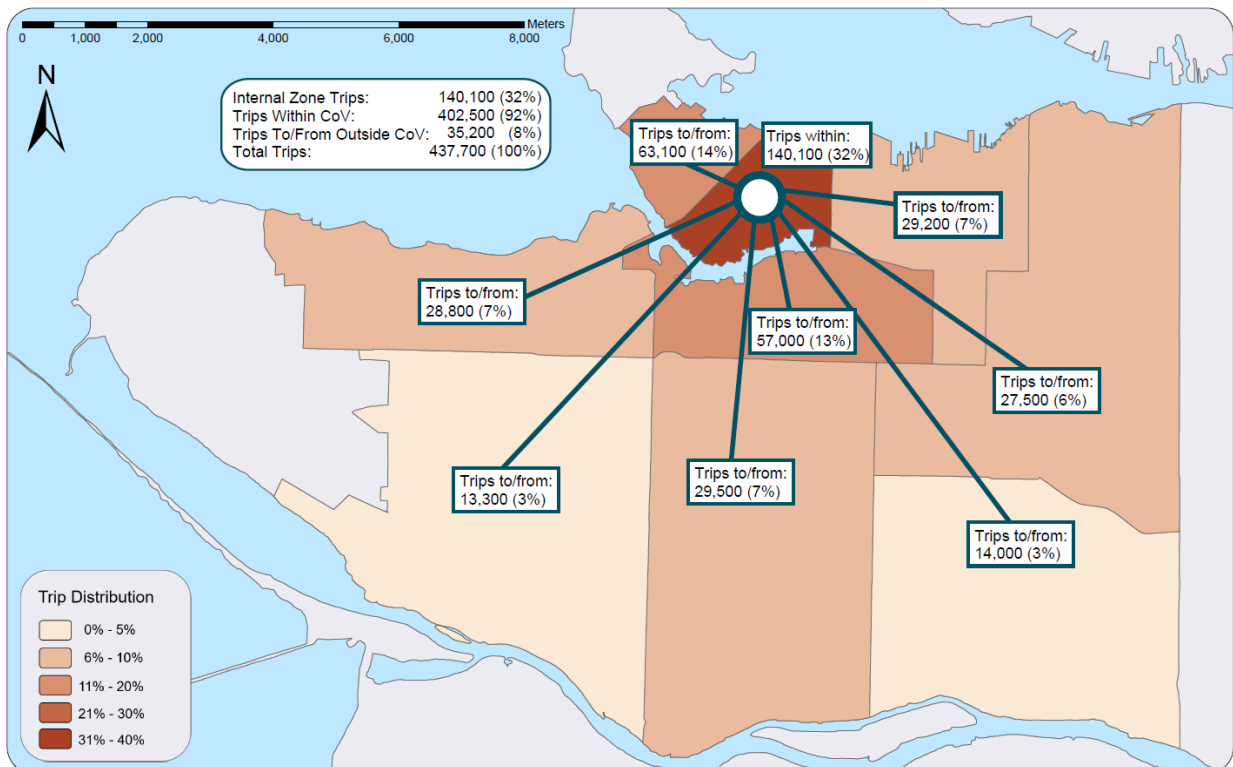 Meters
0 1,000 2,000 4,000 6,000 8,000
N
Internal Zone Trips: 140,100 (32%)
Trips Within CoV: 402,500 (92%)
Trips To/From Outside CoV: 35,200 (8%)
Total Trips: 437,700 (100%)
Trips to/from:
63,100 (14%)
Trips within:
140,100 (32%)
Trips to/from:
29,200 (7%)
Trips to/from:
28,800 (7%)
Trips to/from:
57,000 (13%)
Trips to/from:
27,500 (6%)
Trips to/from:
13,300 (3%)
Trips to/from:
29,500 (7%)
Trips to/from:
14,000 (3%)
Trip Distribution
0% - 5%
6% - 10%
11% - 20%
21% - 30%
31% - 40%